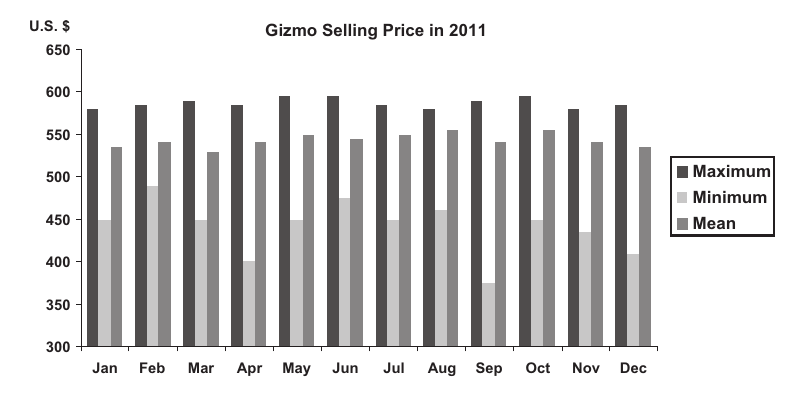 U.S. $
Gizmo Selling Price in 2011
650
600
550
500
450
400
350
300
Jan Feb Mar Apr May Jun Jul Aug Sep Oct Nov Dec
Maximum
Minimum
Mean